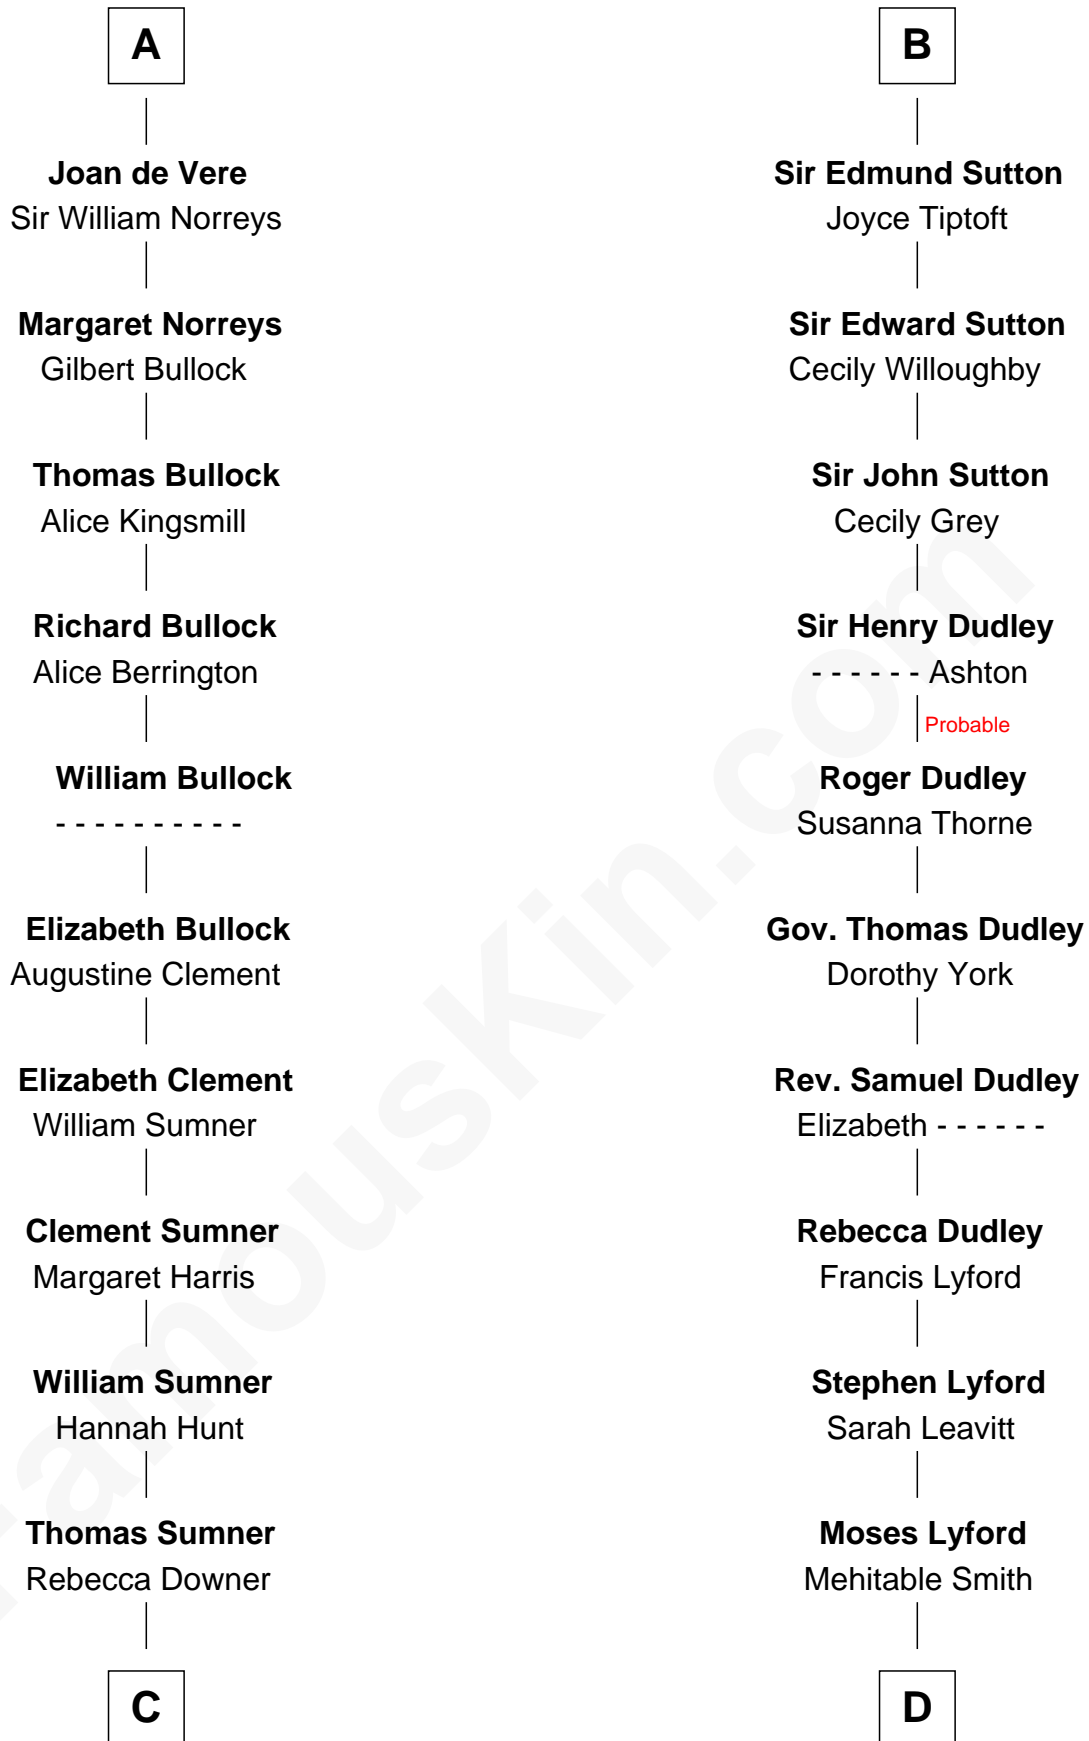 A
Joan de Vere
Sir William Norreys
Margaret Norreys
Gilbert Bullock
Thomas Bullock
Alice Kingsmill
Richard Bullock
Alice Berrington
William Bullock
- - - - - - - - - -
Elizabeth Bullock
Augustine Clement
Elizabeth Clement
William Sumner
Clement Sumner
Margaret Harris
William Sumner
Hannah Hunt
Thomas Sumner
Rebecca Downer
C
B
Sir Edmund Sutton
Joyce Tiptoft
Sir Edward Sutton
Cecily Willoughby
Sir John Sutton
Cecily Grey
Sir Henry Dudley
- - - - - - Ashton
Probable
Roger Dudley
Susanna Thorne
Gov. Thomas Dudley
Dorothy York
Rev. Samuel Dudley
Elizabeth - - - - - -
Rebecca Dudley
Francis Lyford
Stephen Lyford
Sarah Leavitt
Moses Lyford
Mehitable Smith
D
FamousKin.com